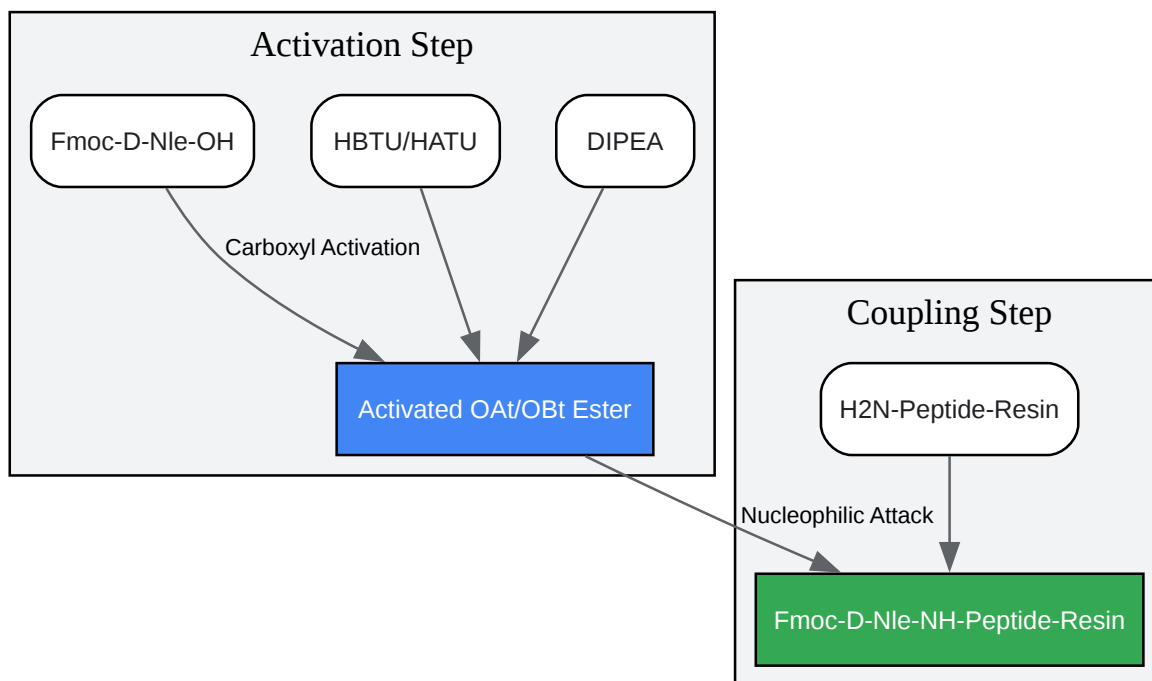 Activation Step
Fmoc-D-Nle-OH
HBTU/HATU
DIPEA
Carboxyl Activation
Activated OAt/OBt Ester
Coupling Step
H2N-Peptide-Resin
Nucleophilic Attack
Fmoc-D-Nle-NH-Peptide-Resin